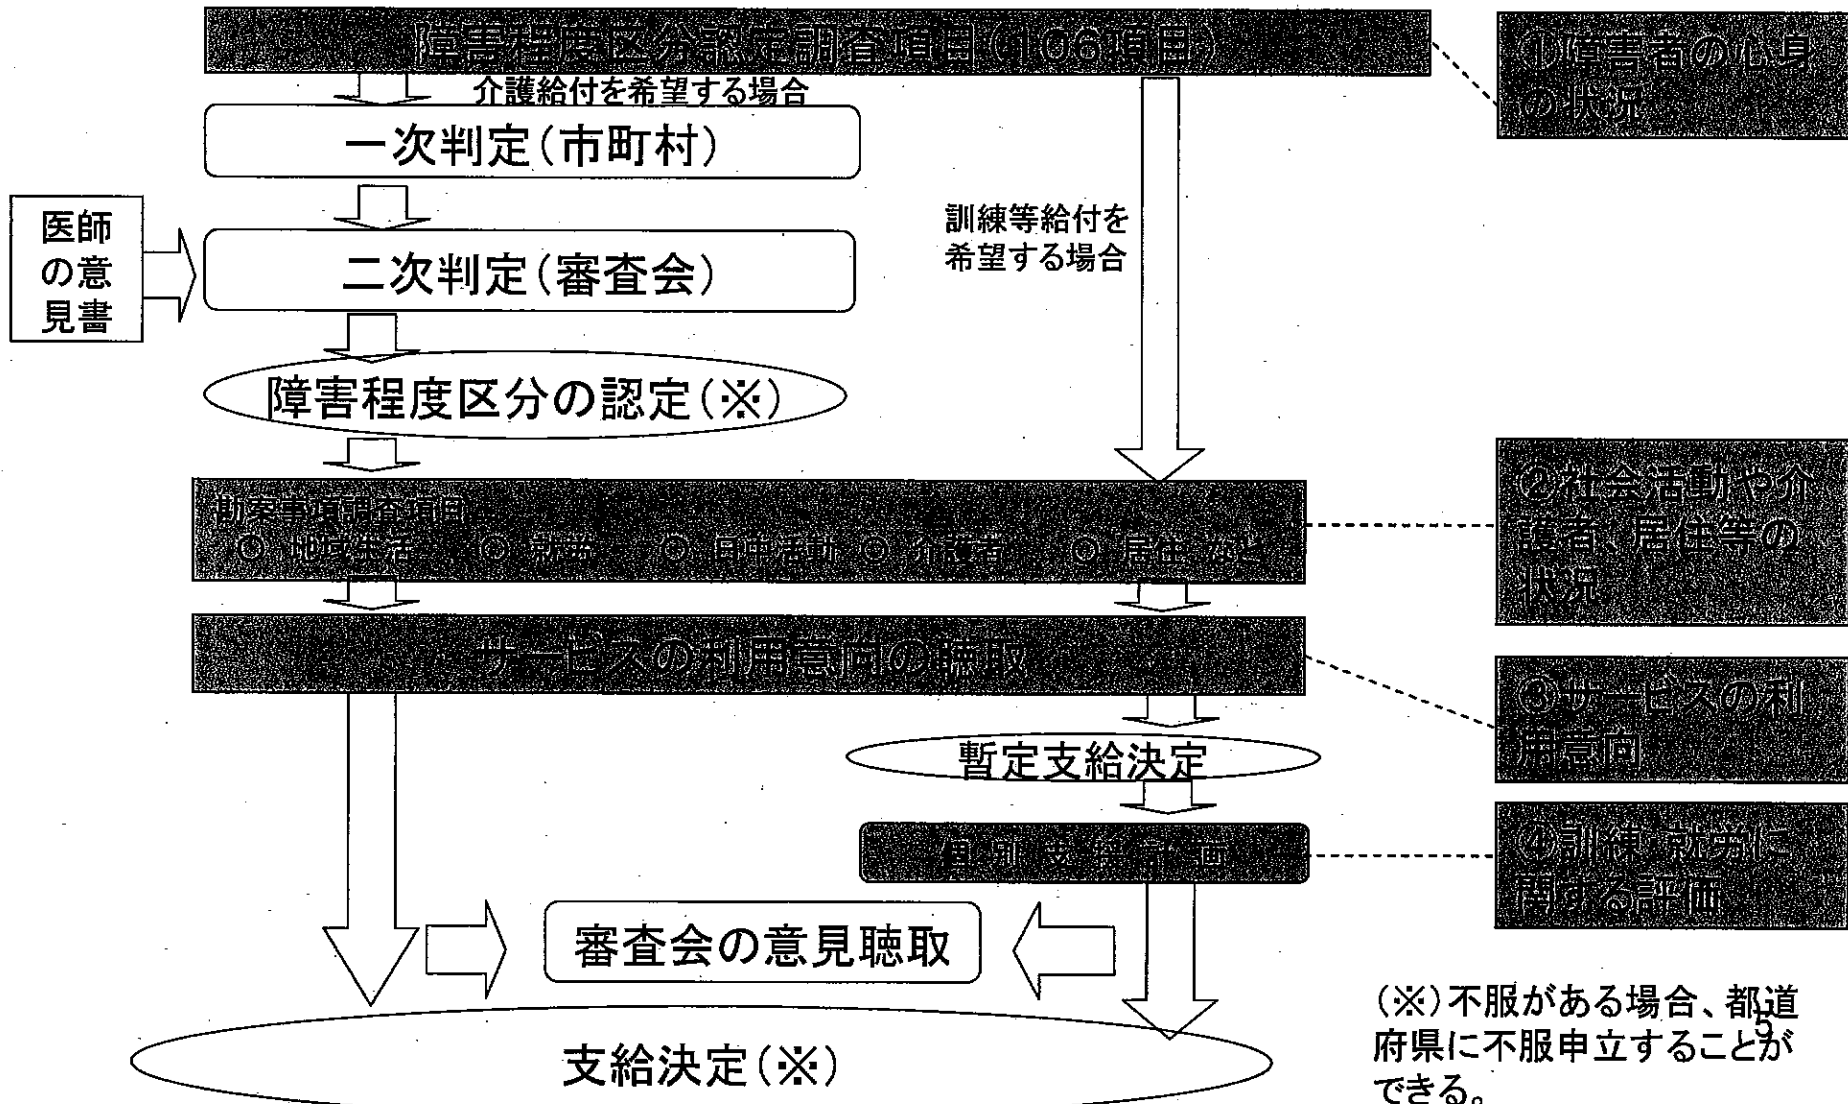 障害程度区分認定調査項目(106項目)
①障害者の心身
の状況
介護給付を希望する場合
一次判定(市町村)
医師
の意
見書
訓練等給付を
希望する場合
二次判定(審査会)
障害程度区分の認定(※)
勘案事項調査項目
○ 地域生活 ○ 就労 ○ 日中活動 ○ 介護者 ○ 居住 など
②社会活動や介
護者、居住等の
状況
サービスの利用意向の聴取
③サービスの利
用意向
暫定支給決定
個別支援計画
④訓練・就労に
関する評価
審査会の意見聴取
支給決定(※)
(※)不服がある場合、都道
府県に不服申立することが
できる。
5